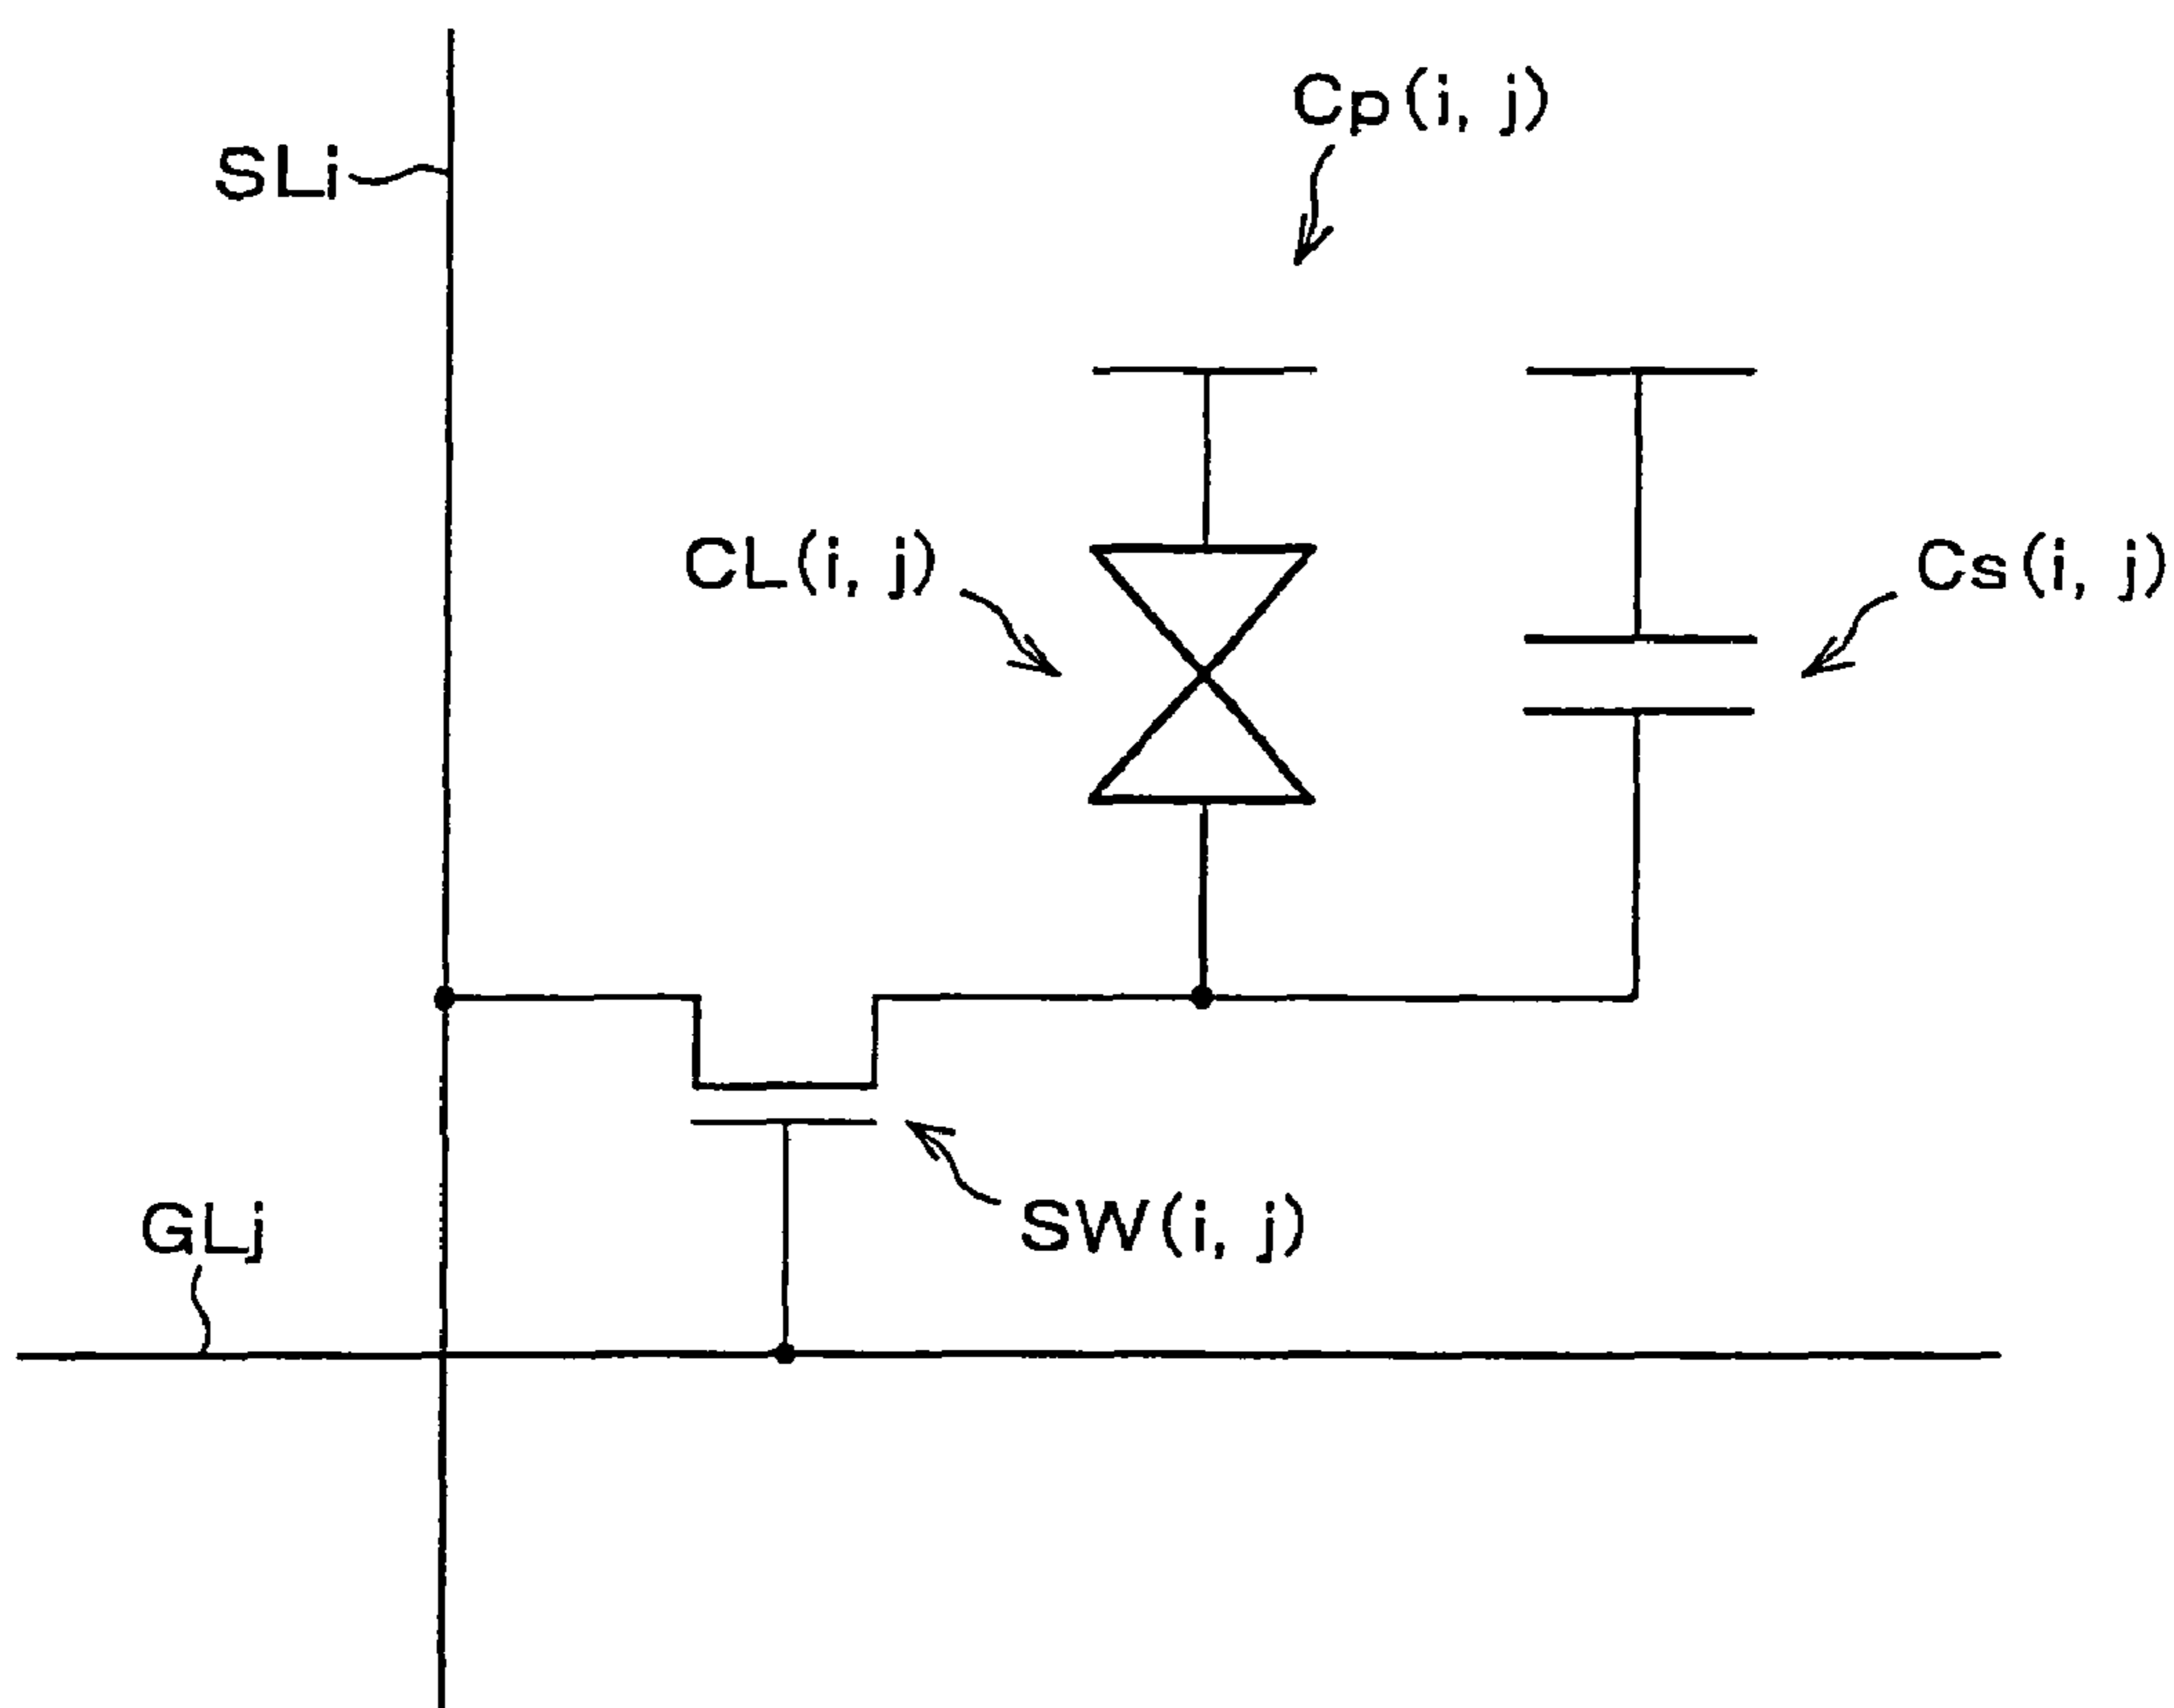 Cp(i, j)
SLi
CL(i, j)
Cs(i, j)
SW(i, j)
GLj